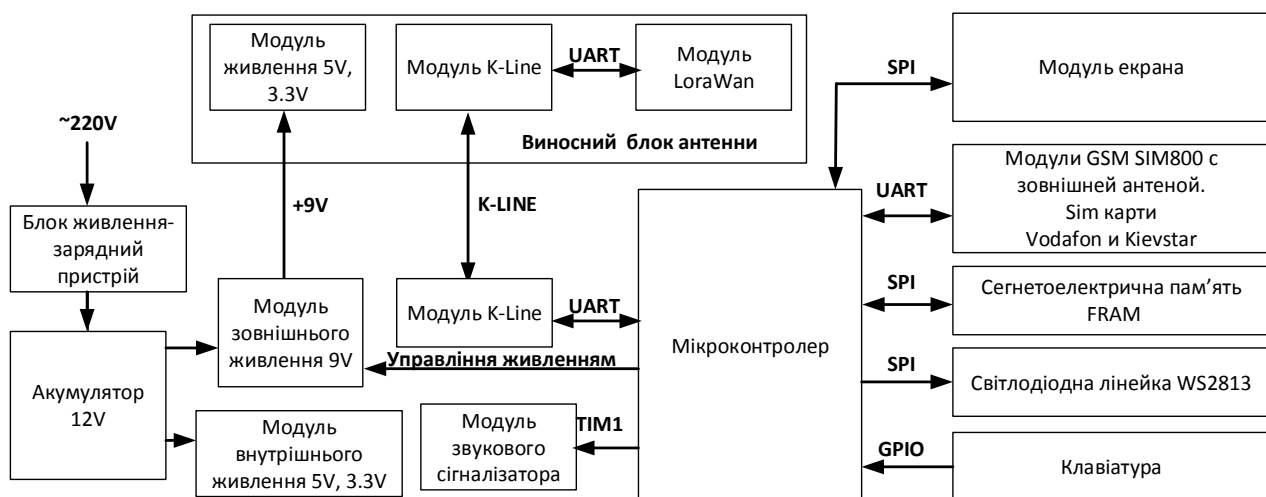 Модуль
живлення 5V,
3.3V
Модуль K-Line
UART
Модуль
LoraWan
Виносний блок антенни
~220V
Блок живлення-
зарядний
пристрій
Акумулятор
12V
+9V
K-LINE
Модуль
зовнішнього
живлення 9V
Модуль K-Line
UART
Управління живленням
Модуль
внутрішнього
живлення 5V, 3.3V
Модуль
звукового
сігналізатора
TIM1
Мікроконтролер
SPI
Модуль екрана
UART
Модули GSM SIM800 с
зовнішней антеной.
Sim карти
Vodafon и Kievstar
SPI
Сегнетоелектрична пам’ять
FRAM
SPI
Світлодіодна лінейка WS2813
GPIO
Клавіатура